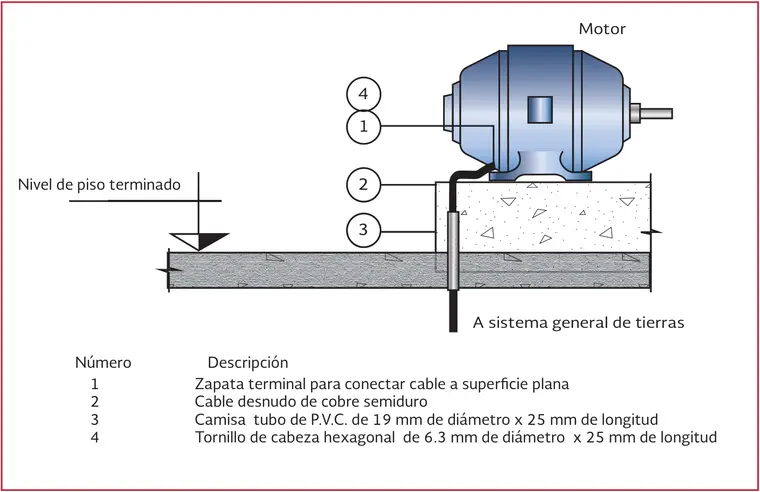 Motor
4
1
Nivel de piso terminado
2
3
A sistema general de tierras
Número Descripción
1 Zapata terminal para conectar cable a superficie plana
2 Cable desnudo de cobre semiduro
3 Camisa tubo de P.V.C. de 19 mm de diámetro x 25 mm de longitud
4 Tornillo de cabeza hexagonal de 6.3 mm de diámetro x 25 mm de longitud